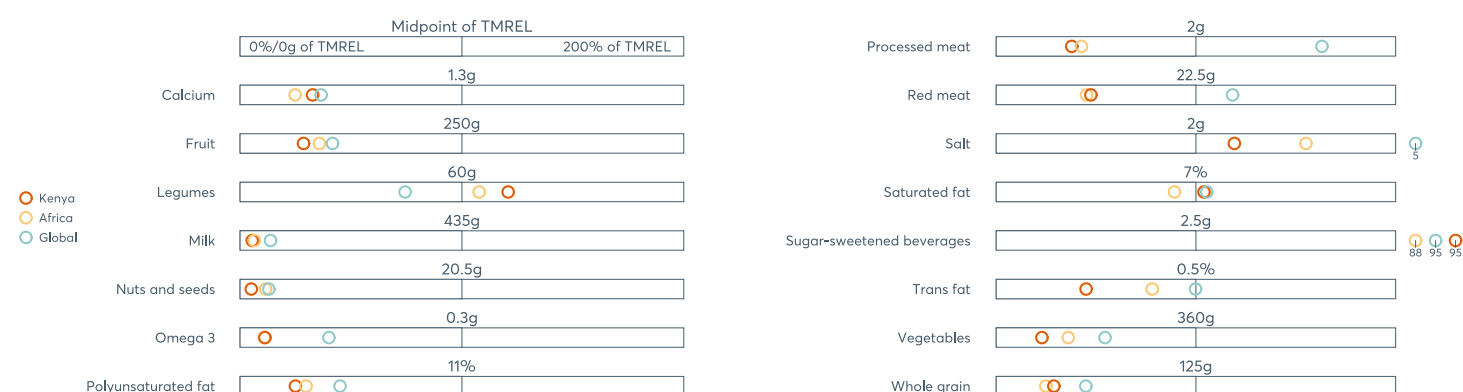 Midpoint of TMREL
0%/0g of TMREL
200% of TMREL
1.3g
Calcium
250g
Fruit
60g
Legumes
435g
Milk
20.5g
Nuts and seeds
0.3g
Omega 3
11%
Polyunsaturated fat
Kenya
Africa
Global
2g
Processed meat
22.5g
Red meat
2g
Salt
5
7%
Saturated fat
2.5g
Sugar-sweetened beverages
88 95 95
0.5%
Trans fat
360g
Vegetables
125g
Whole grain